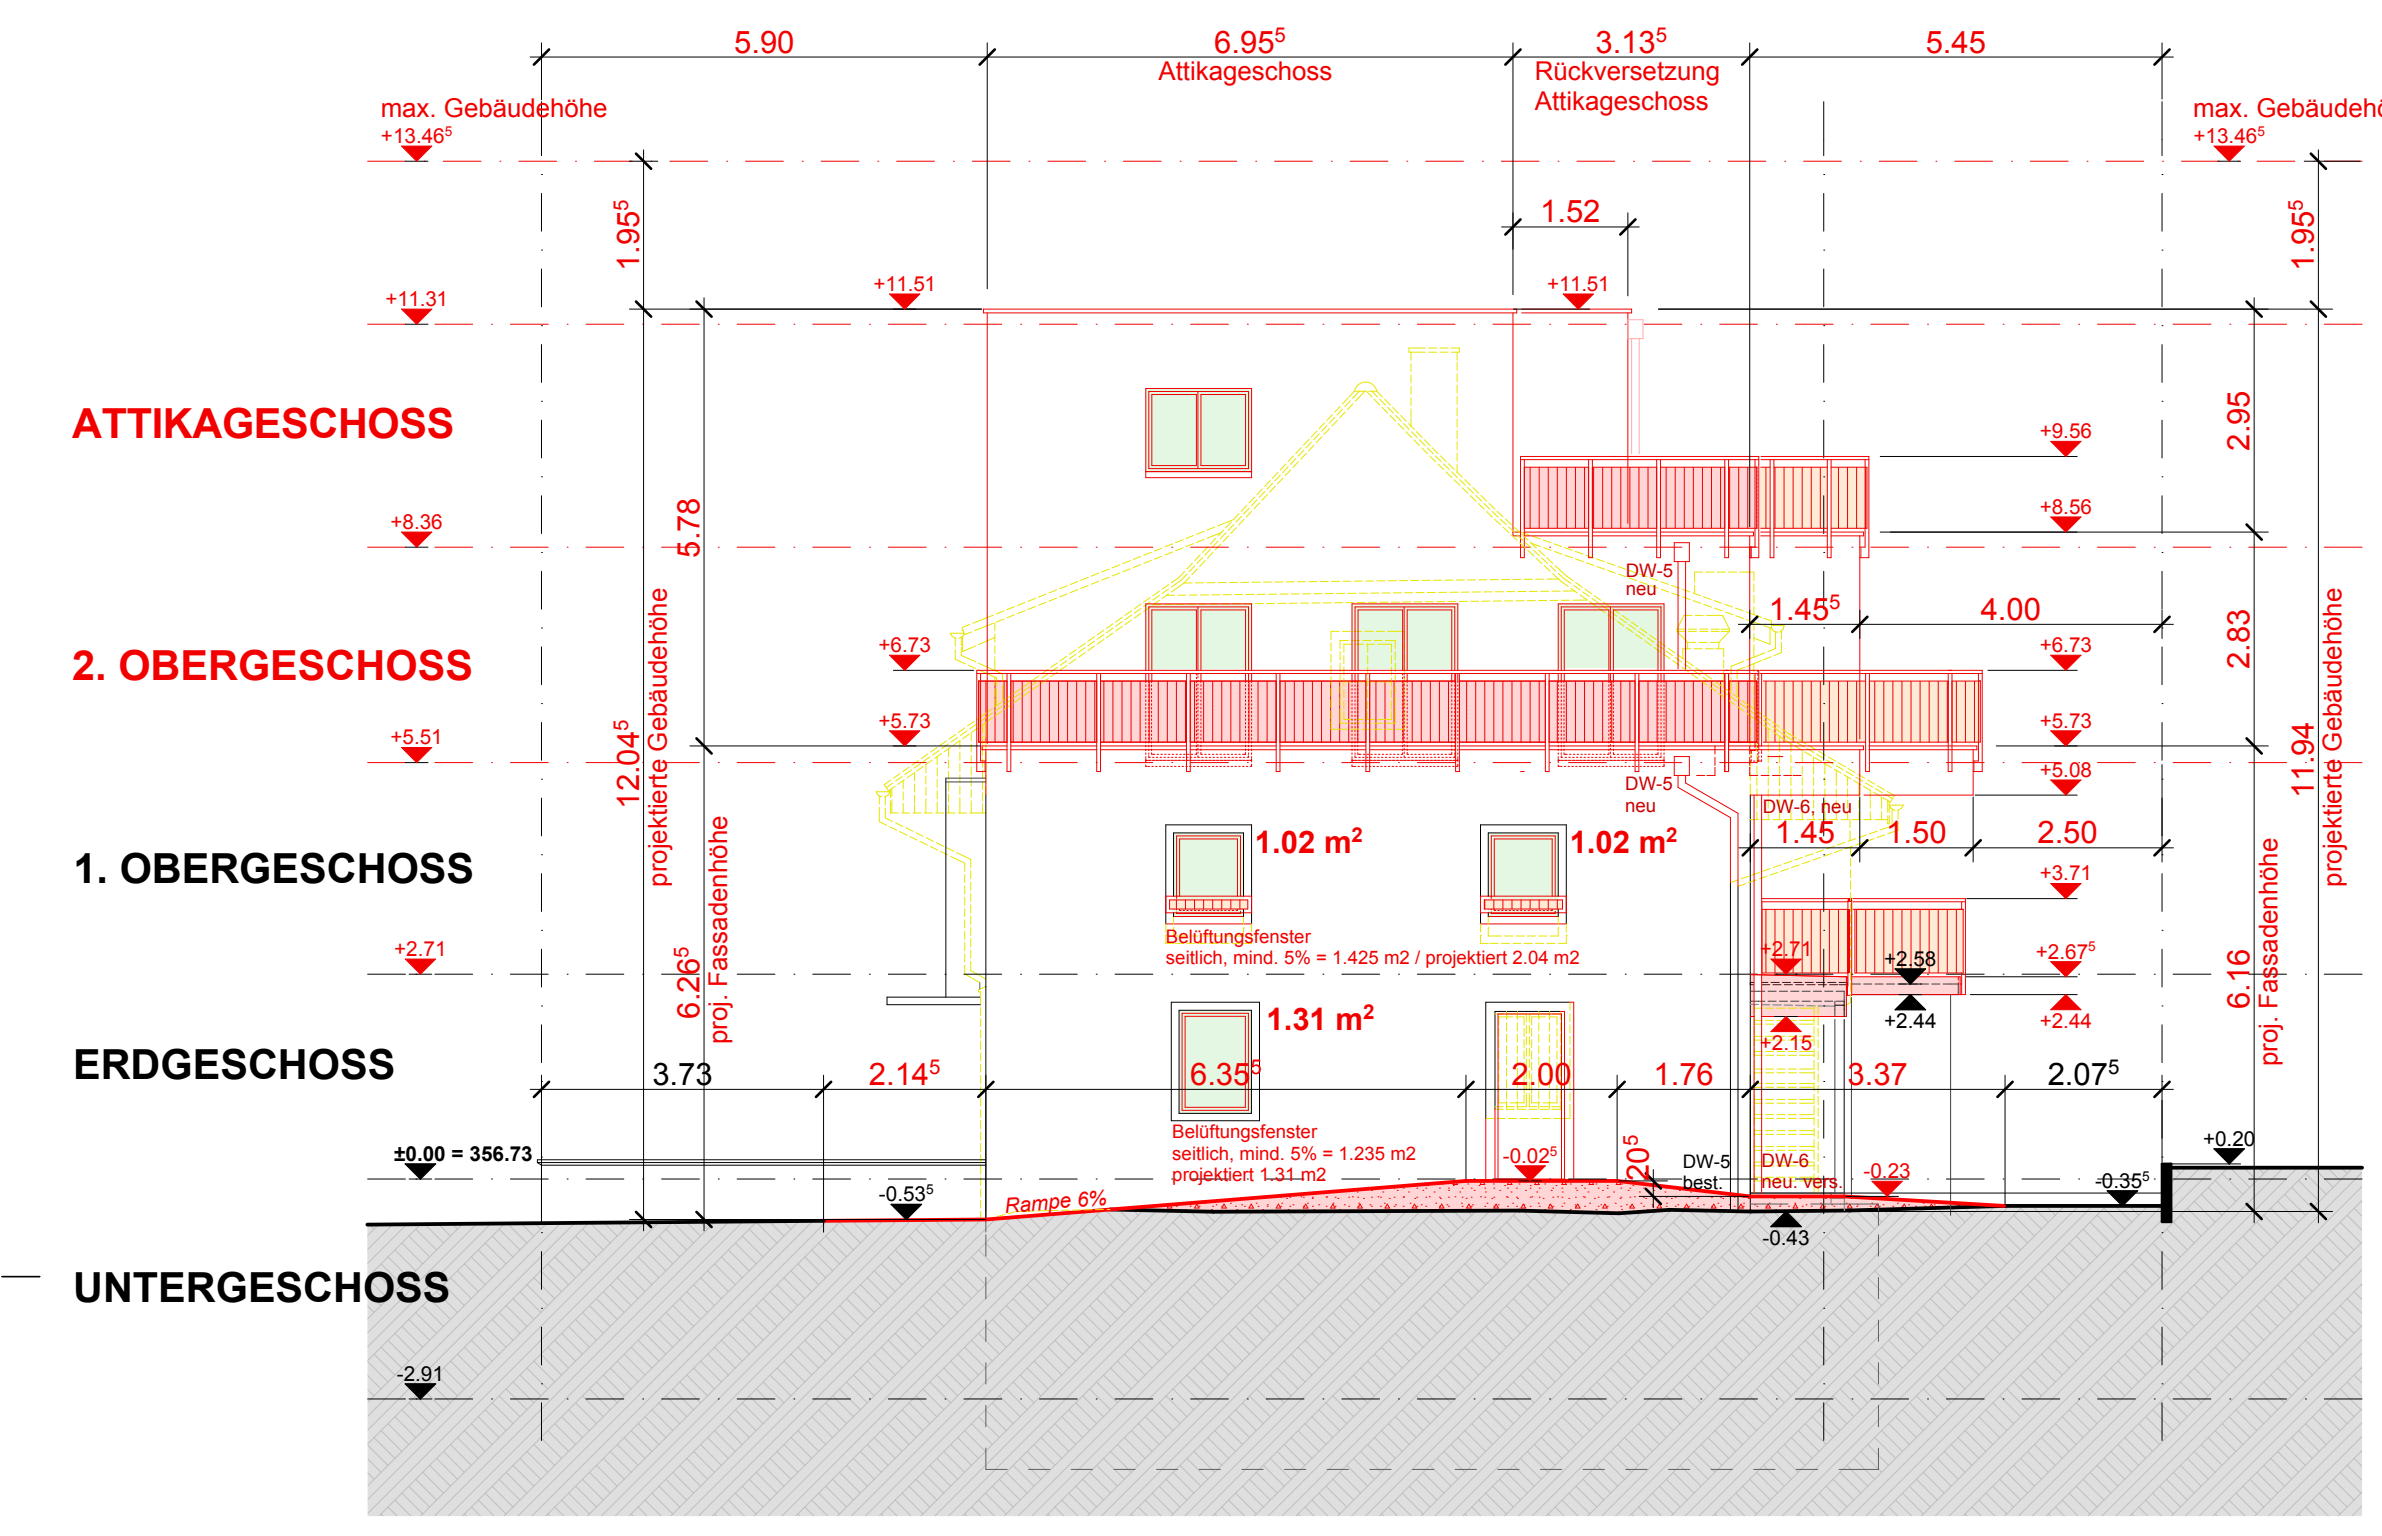 5.90
6.95⁵
3.13⁵
5.45
Attikageschoss
Rückversetzung
Attikageschoss
max. Gebäudehöhe
+13.46⁵
max. Gebäudehö
+13.46⁵
1.95⁵
1.52
1.95⁵
+11.31
+11.51
+11.51
ATTIKAGESCHOSS
2.95
+9.56
+8.36
5.78
+8.56
DW-5
neu
1.45⁵
4.00
2.83
2. OBERGESCHOSS
+6.73
+6.73
+5.51
+5.73
+5.73
12.04⁵
projektierte Gebäudehöhe
11.94
projektierte Gebäudehöhe
+5.08
DW-5
neu
DW-6, neu
1. OBERGESCHOSS
1.02 m²
1.02 m²
1.45
1.50
2.50
+3.71
Belüftungsfenster
seitlich, mind. 5% = 1.425 m2 / projektiert 2.04 m2
+2.71
+2.71
+2.58
+2.67⁵
6.26⁵
proj. Fassadenhöhe
6.16
proj. Fassadenhöhe
1.31 m²
+2.44
+2.44
+2.15
ERDGESCHOSS
3.73
2.14⁵
6.35⁵
2.00
1.76
3.37
2.07⁵
Belüftungsfenster
seitlich, mind. 5% = 1.235 m2
projektiert 1.31 m2
±0.00 = 356.73
-0.02⁵
20⁵
DW-5
best.
DW-6
neu. vers.
-0.23
+0.20
-0.35⁵
-0.53⁵
Rampe 6%
-0.43
UNTERGESCHOSS
-2.91